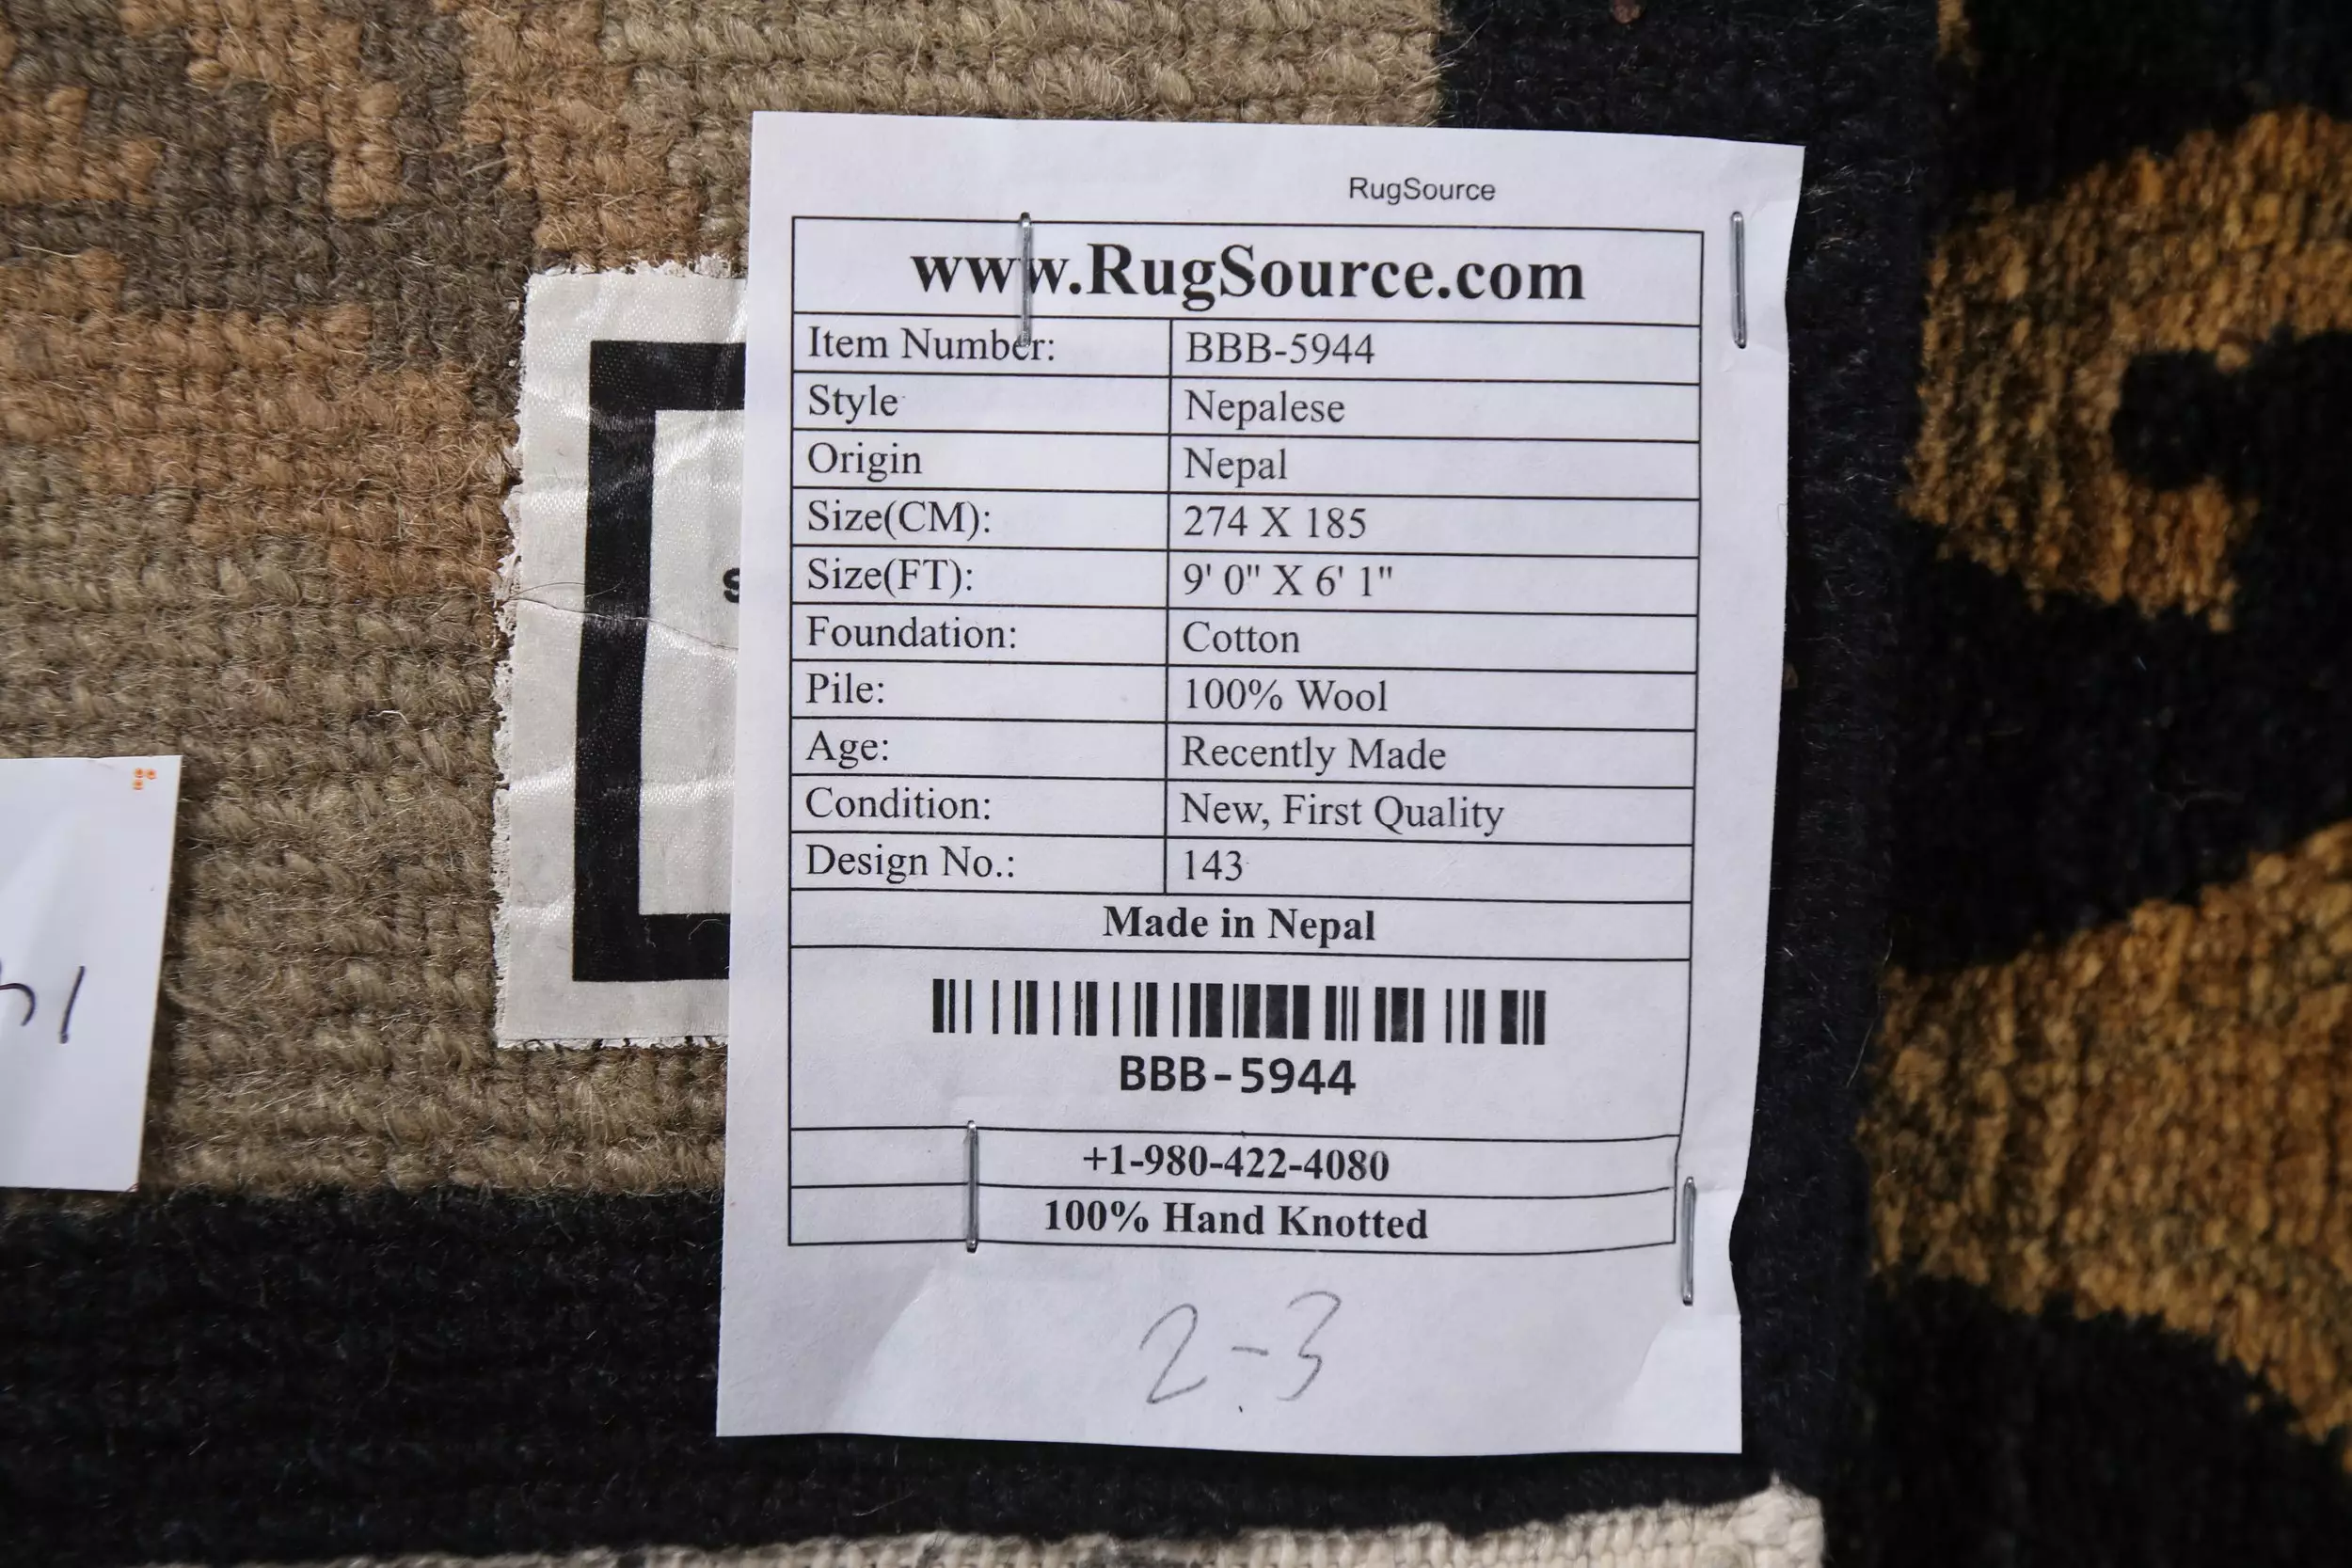 RugSource
www.RugSource.com
Item Number: BBB-5944
Style Nepalese
Origin Nepal
Size(CM): 274 X 185
Size(FT): 9' 0" X 6' 1"
Foundation: Cotton
Pile: 100% Wool
Age: Recently Made
Condition: New, First Quality
Design No.: 143
Made in Nepal
BBB-5944
+1-980-422-4080
100% Hand Knotted
2-3